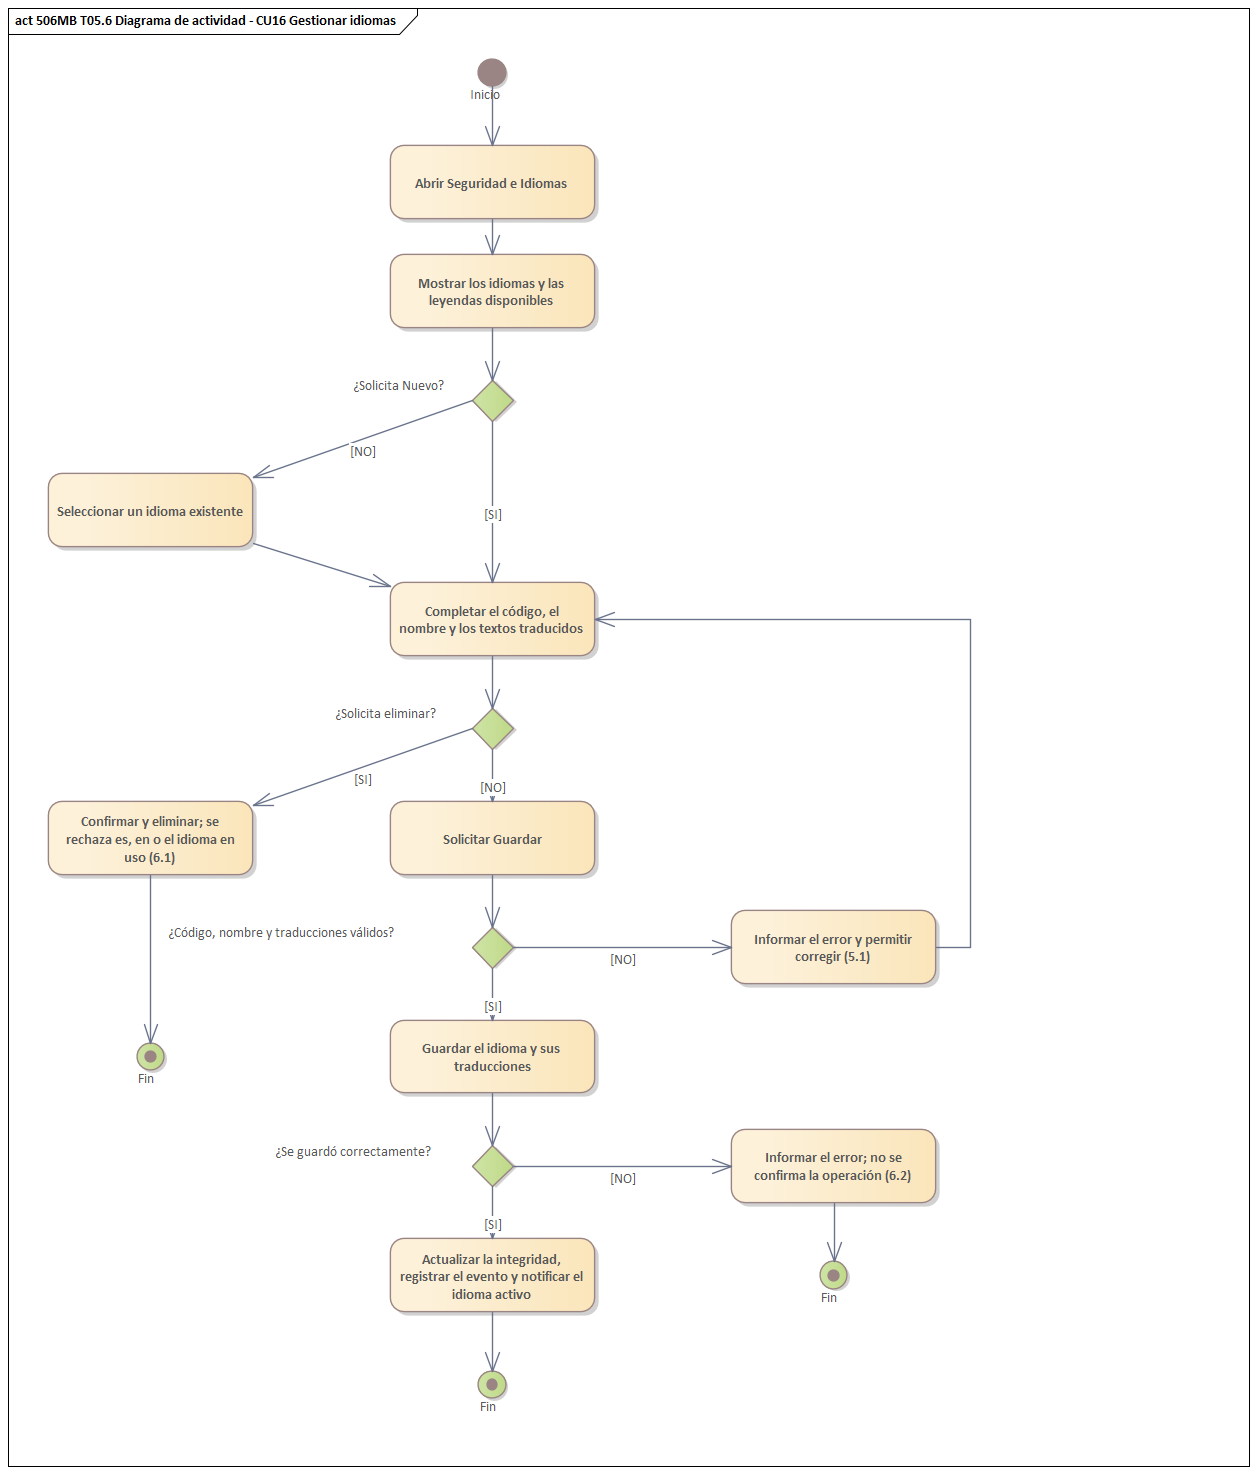 act 506MB T05.6 Diagrama de actividad - CU16 Gestionar idiomas
Inicio
Abrir Seguridad e Idiomas
Mostrar los idiomas y las
leyendas disponibles
¿Solicita Nuevo?
[NO]
Seleccionar un idioma existente
[SI]
Completar el código, el
nombre y los textos traducidos
¿Solicita eliminar?
[SI]
[NO]
Confirmar y eliminar; se
rechaza es, en o el idioma en
uso (6.1)
Solicitar Guardar
¿Código, nombre y traducciones válidos?
[NO]
Informar el error y permitir
corregir (5.1)
[SI]
Guardar el idioma y sus
traducciones
Fin
¿Se guardó correctamente?
[NO]
Informar el error; no se
confirma la operación (6.2)
[SI]
Actualizar la integridad,
registrar el evento y notificar el
idioma activo
Fin
Fin